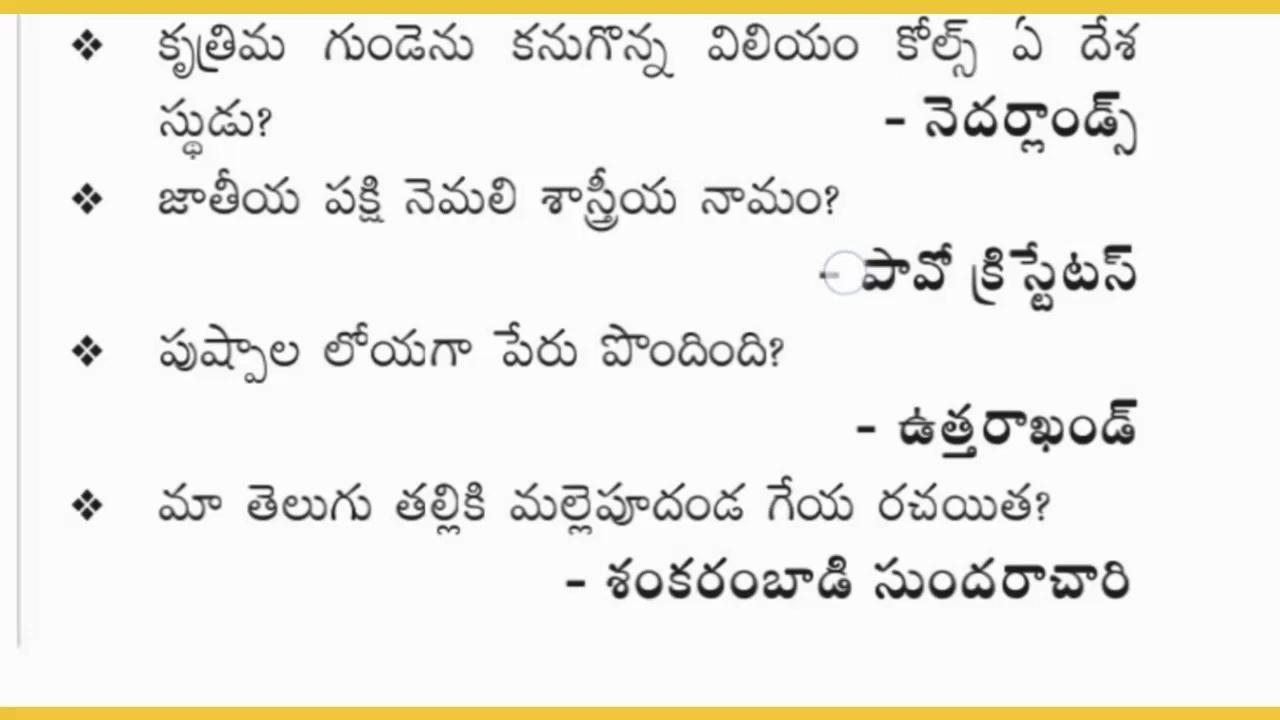 ❖ కృత్రిమ గుండెను కనుగొన్న విలియం కోల్స్ ఏ దేశ
స్థుడు? - నెదర్లాండ్స్
❖ జాతీయ పక్షి నెమలి శాస్త్రీయ నామం?
- పావో క్రిస్టేటస్
❖ పుష్పాల లోయగా పేరు పొందింది?
- ఉత్తరాఖండ్
❖ మా తెలుగు తల్లికి మల్లెపూదండ గేయ రచయిత?
- శంకరంబాడి సుందరాచారి